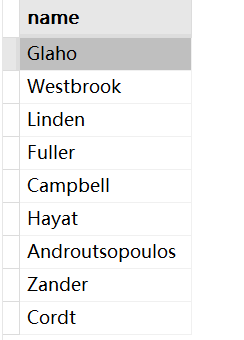 name
Glaho
Westbrook
Linden
Fuller
Campbell
Hayat
Androutsopoulos
Zander
Cordt